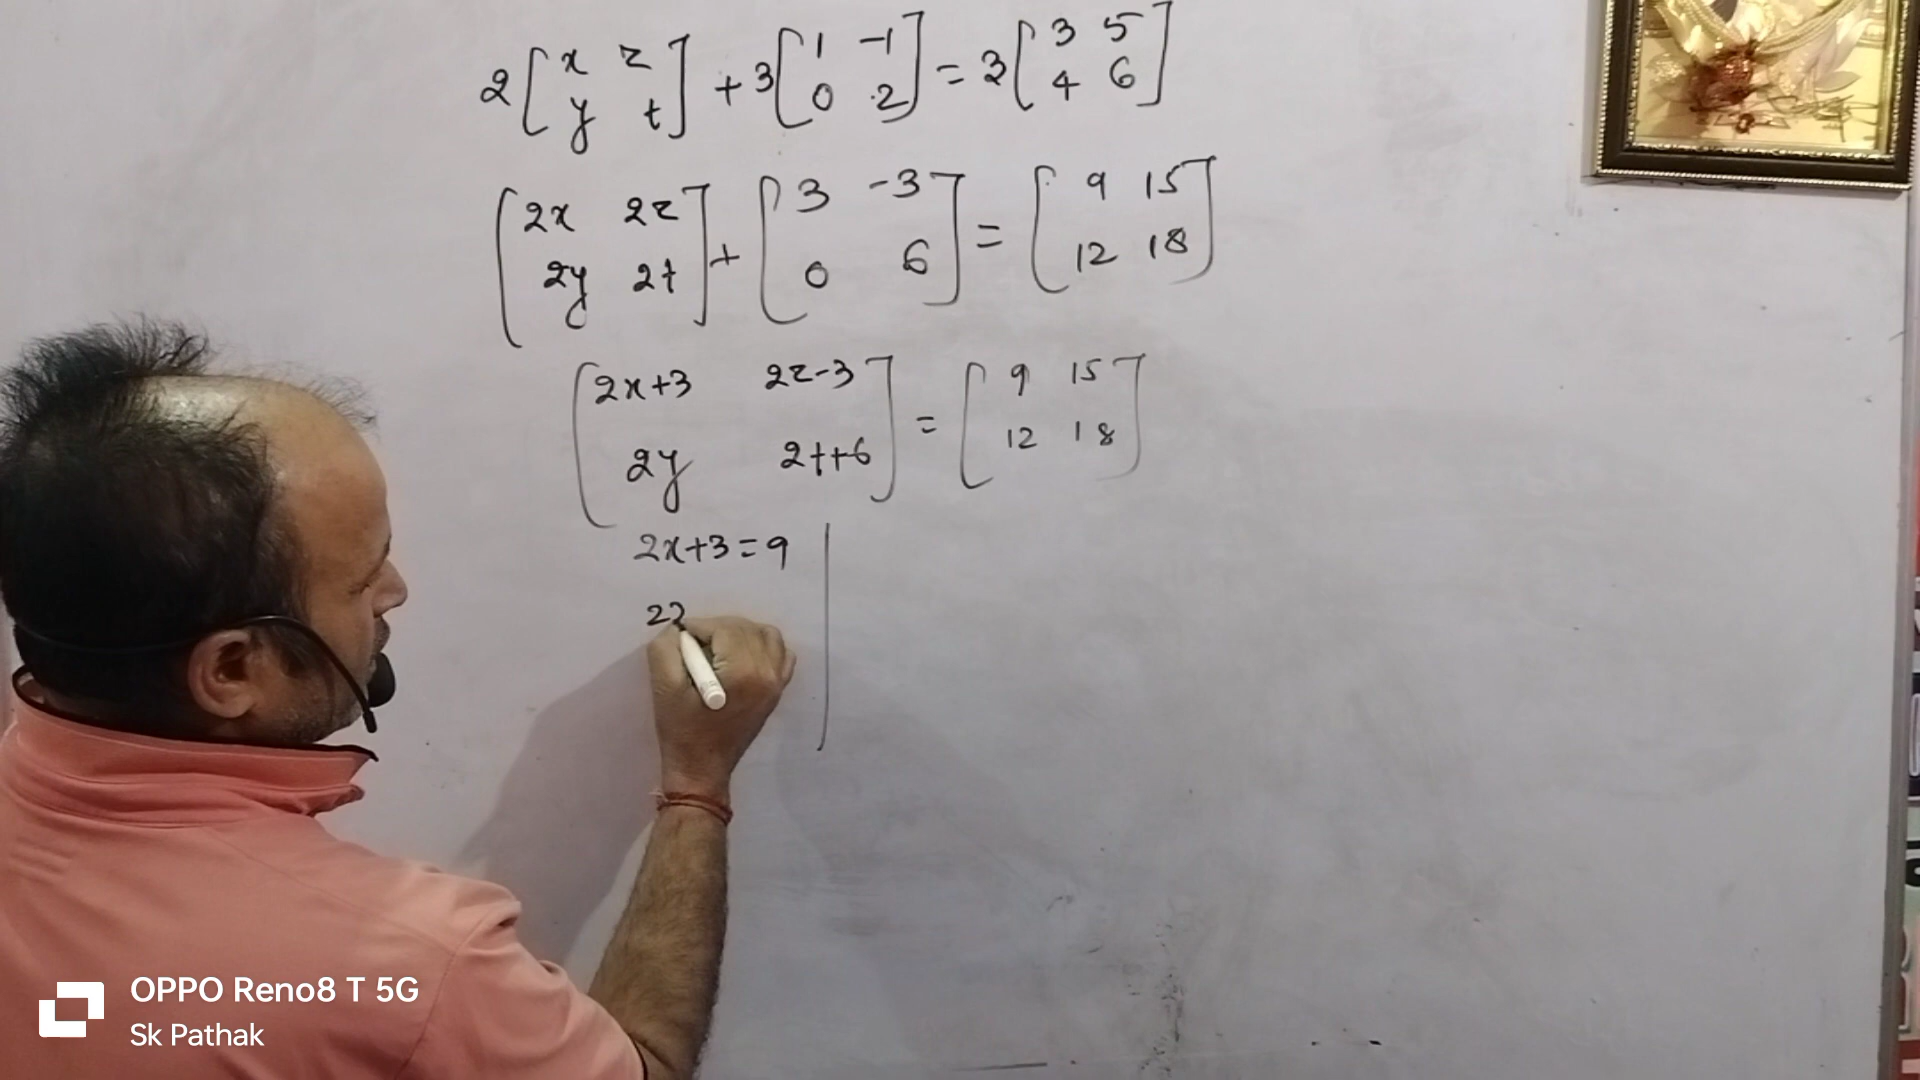 2 [x z] + 3 [1 -1] = 3 [3 5]
[y t] [0 2] [4 6]
[2x 2z] + [3 -3] = [9 15]
[2y 2t] [0 6] [12 18]
[2x+3 2z-3] = [9 15]
[2y 2t+6] [12 18]
2x+3=9
2x
OPPO Reno8 T 5G
Sk Pathak